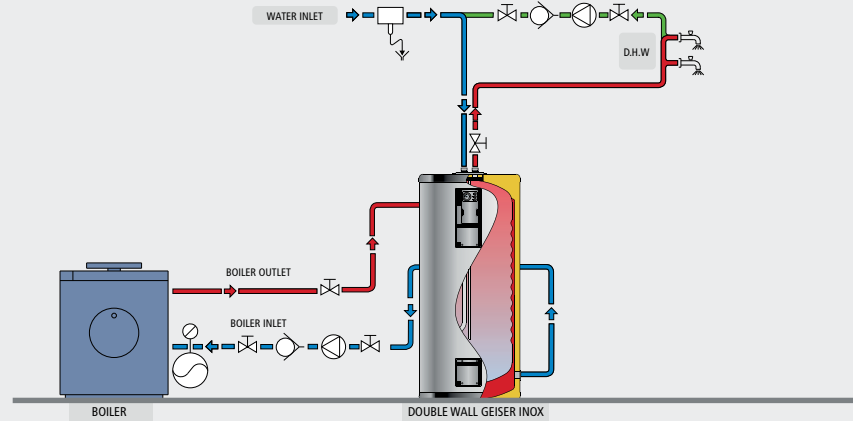 WATER INLET
D.H.W
BOILER OUTLET
BOILER INLET
BOILER
DOUBLE WALL GEISER INOX